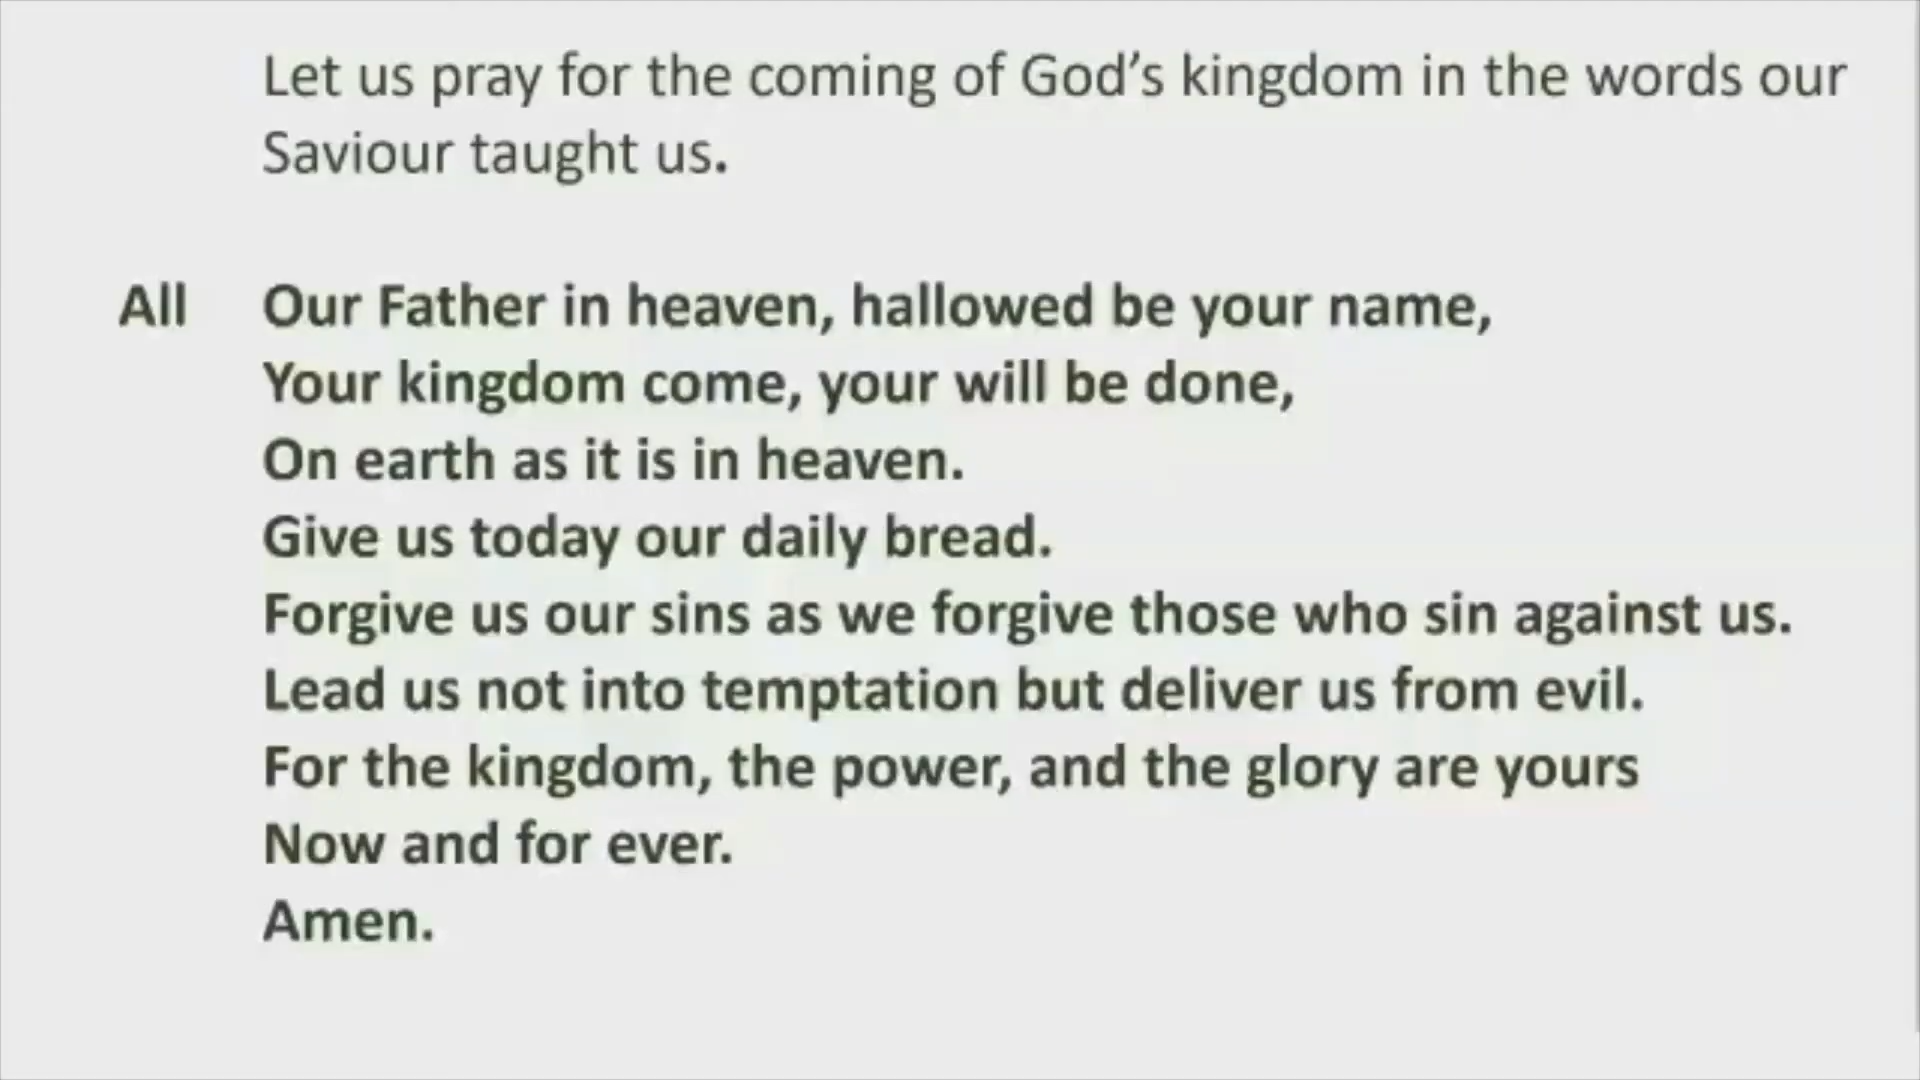 Let us pray for the coming of God’s kingdom in the words our
Saviour taught us.
All Our Father in heaven, hallowed be your name,
Your kingdom come, your will be done,
On earth as it is in heaven.
Give us today our daily bread.
Forgive us our sins as we forgive those who sin against us.
Lead us not into temptation but deliver us from evil.
For the kingdom, the power, and the glory are yours
Now and for ever.
Amen.